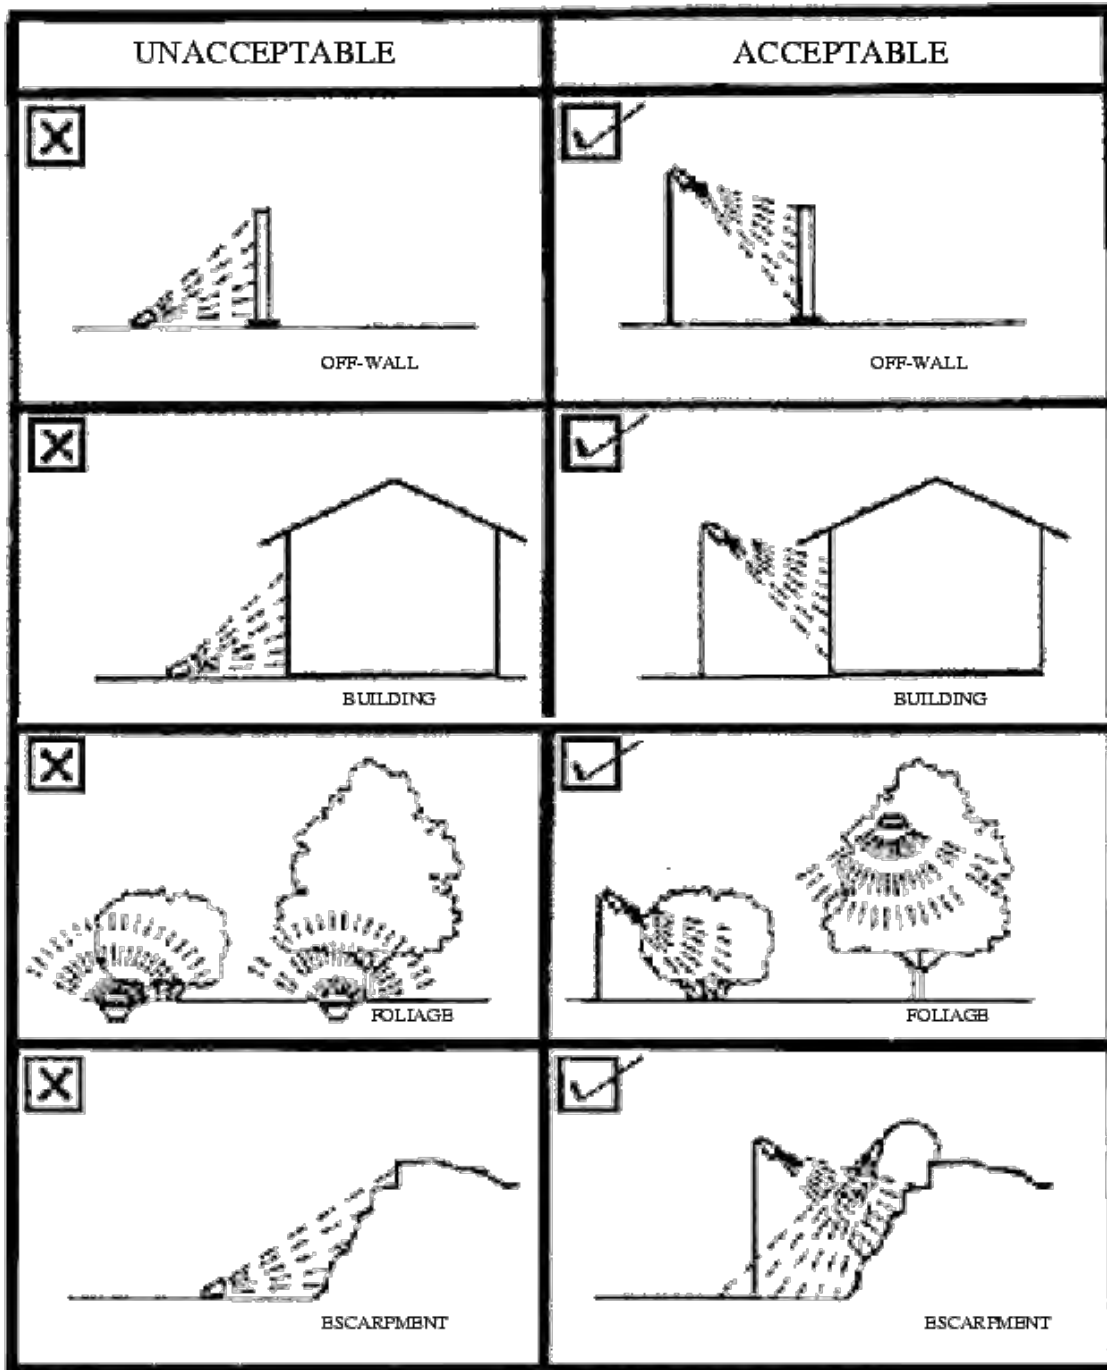 UNACCEPTABLE
ACCEPTABLE
OFF-WALL
OFF-WALL
BUILDING
BUILDING
FOLIAGE
FOLIAGE
ESCARPMENT
ESCARPMENT